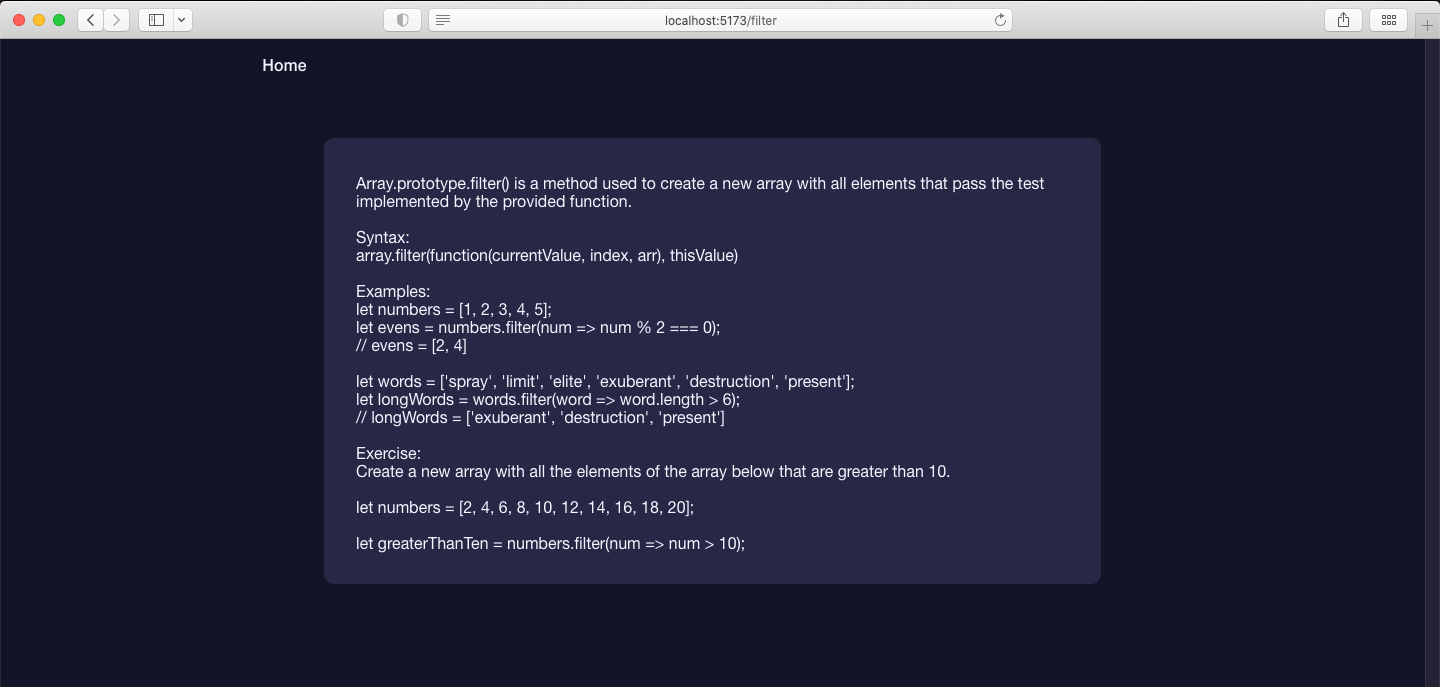 localhost:5173/filter
Home
Array.prototype.filter() is a method used to create a new array with all elements that pass the test
implemented by the provided function.
Syntax:
array.filter(function(currentValue, index, arr), thisValue)
Examples:
let numbers = [1, 2, 3, 4, 5];
let evens = numbers.filter(num => num % 2 === 0);
// evens = [2, 4]
let words = ['spray', 'limit', 'elite', 'exuberant', 'destruction', 'present'];
let longWords = words.filter(word => word.length > 6);
// longWords = ['exuberant', 'destruction', 'present']
Exercise:
Create a new array with all the elements of the array below that are greater than 10.
let numbers = [2, 4, 6, 8, 10, 12, 14, 16, 18, 20];
let greaterThanTen = numbers.filter(num => num > 10);